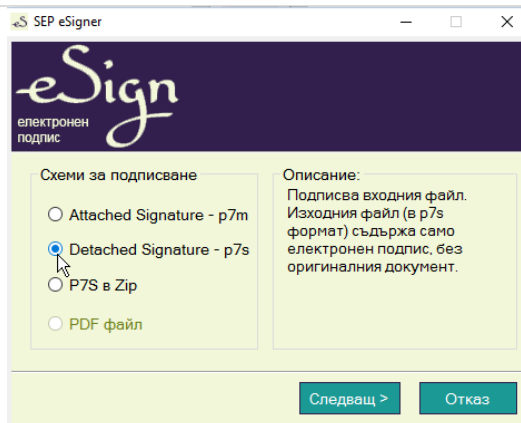 eS SEP eSigner
eSign
електронен
подпис
Схеми за подписване
Attached Signature - p7m
Detached Signature - p7s
P7S в Zip
PDF файл
Описание:
Подписва входния файл.
Изходния файл (в p7s
формат) съдържа само
електронен подпис, без
оригиналния документ.
Следващ >
Отказ